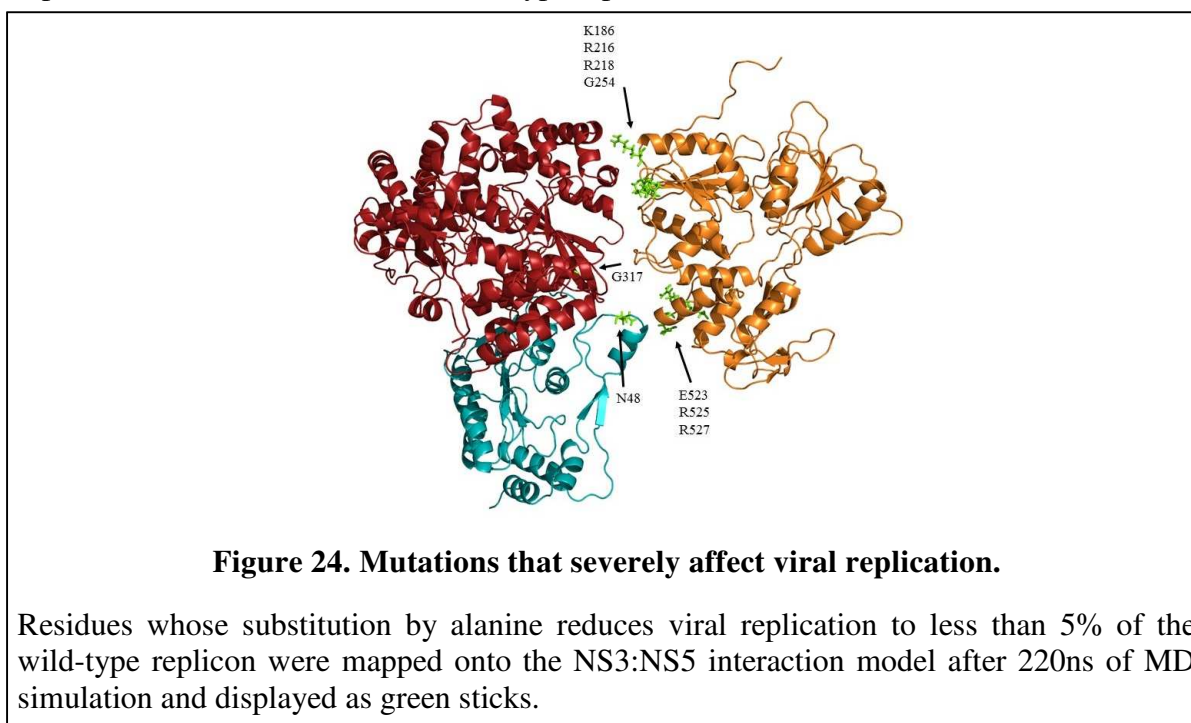 K186
R216
R218
G254
G317
N48
E523
R525
R527
Figure 24. Mutations that severely affect viral replication.
Residues whose substitution by alanine reduces viral replication to less than 5% of the
wild-type replicon were mapped onto the NS3:NS5 interaction model after 220ns of MD
simulation and displayed as green sticks.